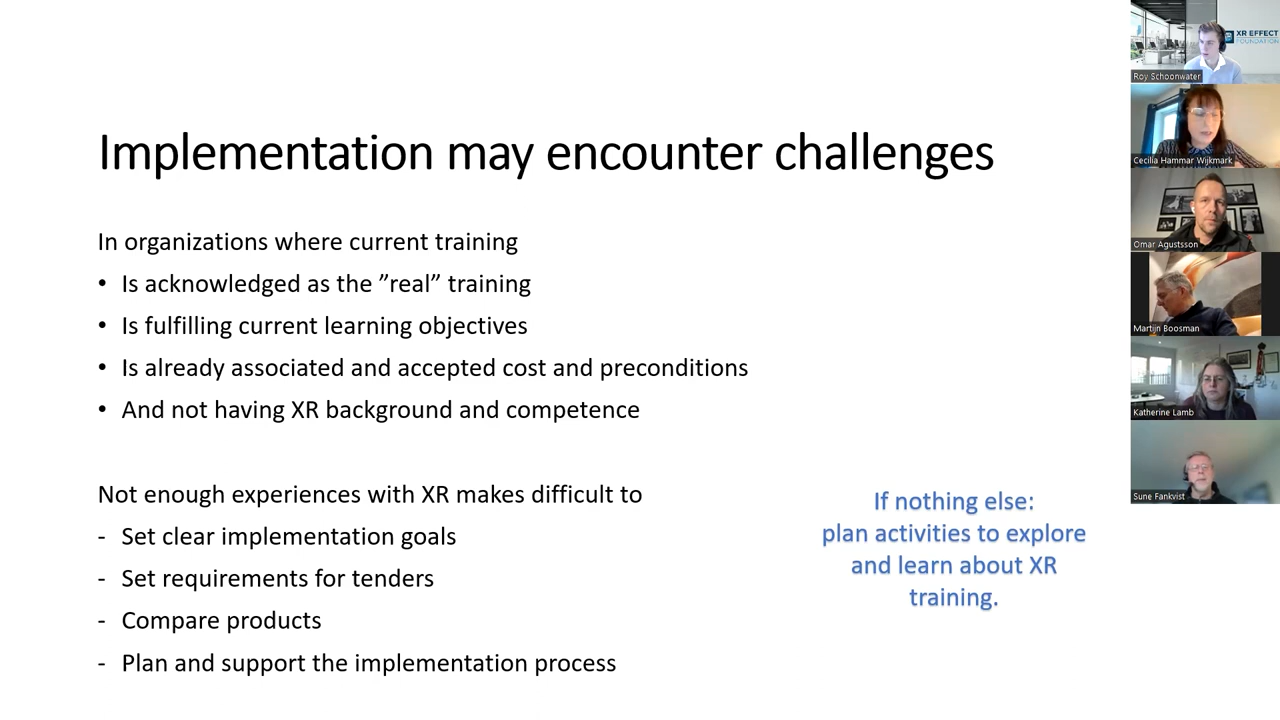 Implementation may encounter challenges
In organizations where current training
• Is acknowledged as the ”real” training
• Is fulfilling current learning objectives
• Is already associated and accepted cost and preconditions
• And not having XR background and competence
Not enough experiences with XR makes difficult to
- Set clear implementation goals
- Set requirements for tenders
- Compare products
- Plan and support the implementation process
If nothing else:
plan activities to explore
and learn about XR
training.
XR EFFECT
FOUNDATION
Roy Schoonwater
Cecilia Hammar Wijkmark
Omar Agustsson
Martijn Boosman
Katherine Lamb
Sune Fankvist